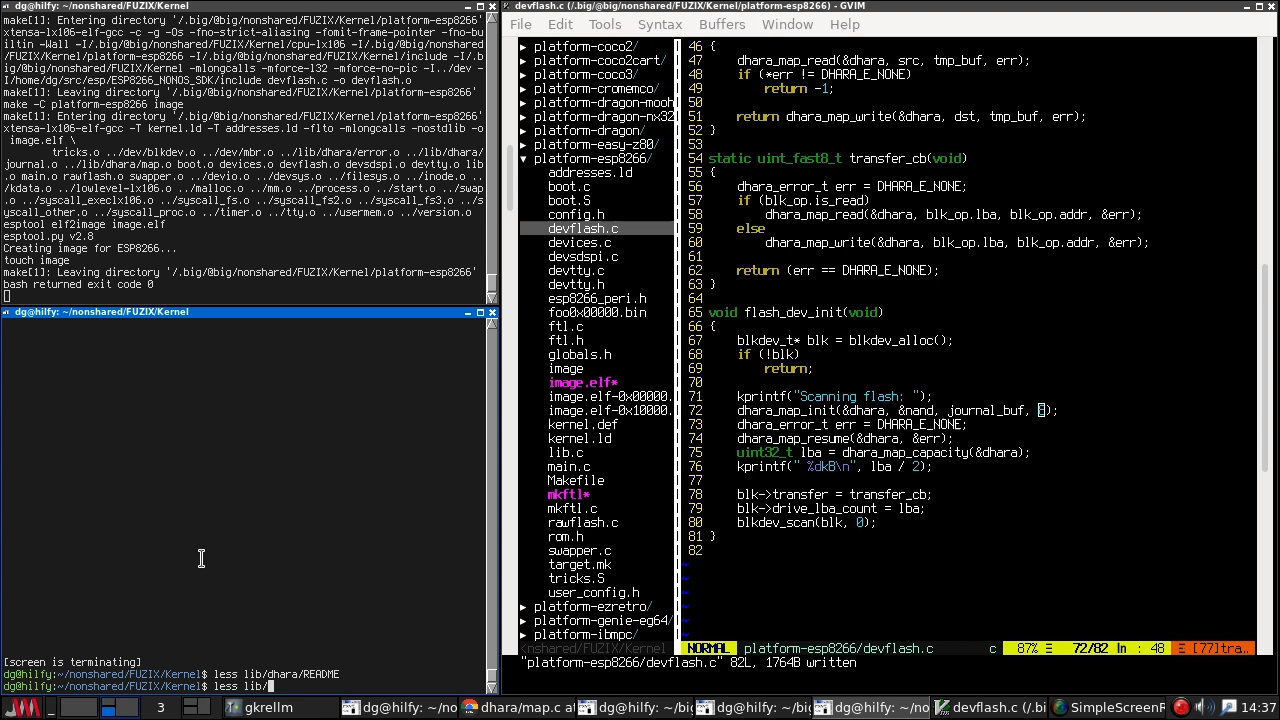 dg@hilfy: ~/nonshared/FUZIX/Kernel
make[1]: Entering directory '/.big/@big/nonshared/FUZIX/Kernel/platform-esp8266'
xtensa-lx106-elf-gcc -c -g -Os -fno-strict-aliasing -fomit-frame-pointer -fno-bu
iltin -Wall -I/.big/@big/nonshared/FUZIX/Kernel/cpu-lx106 -I/.big/@big/nonshared
/FUZIX/Kernel/platform-esp8266 -I/.big/@big/nonshared/FUZIX/Kernel/include -I/.b
ig/@big/nonshared/FUZIX/Kernel -mlongcalls -mforce-132 -mforce-no-pic -I../dev -
I/home/dg/src/esp/ESP8266_NONOS_SDK/include devflash.c -o devflash.o
make[1]: Leaving directory '/.big/@big/nonshared/FUZIX/Kernel/platform-esp8266'
make -C platform-esp8266 image
make[1]: Entering directory '/.big/@big/nonshared/FUZIX/Kernel/platform-esp8266'
xtensa-lx106-elf-gcc -T kernel.ld -T addresses.ld -flto -mlongcalls -nostdlib -o
 image.elf \
tricks.o ../dev/blkdev.o ../dev/mbr.o ../lib/dhara/error.o ../lib/dhara/
journal.o ../lib/dhara/map.o boot.o devices.o devflash.o devsdspi.o devtty.o lib
.o main.o rawflash.o swapper.o ../devio.o ../devsys.o ../filesys.o ../inode.o ..
/kdata.o ../lowlevel-lx106.o ../malloc.o ../mm.o ../process.o ../start.o ../swap
.o ../syscall_execlx106.o ../syscall_fs.o ../syscall_fs2.o ../syscall_fs3.o ../s
yscall_other.o ../syscall_proc.o ../timer.o ../tty.o ../usermem.o ../version.o
esptool elf2image image.elf
esptool.py v2.8
Creating image for ESP8266...
touch image
make[1]: Leaving directory '/.big/@big/nonshared/FUZIX/Kernel/platform-esp8266'
bash returned exit code 0
dg@hilfy: ~/nonshared/FUZIX/Kernel
[screen is terminating]
dg@hilfy:~/nonshared/FUZIX/Kernel$ less lib/dhara/README
dg@hilfy:~/nonshared/FUZIX/Kernel$ less lib/
devflash.c (/.big/@big/nonshared/FUZIX/Kernel/platform-esp8266) - GVIM
File Edit Tools Syntax Buffers Window Help
▶ platform-coco2/
▶ platform-coco2cart/
▶ platform-coco3/
▶ platform-cromemco/
▶ platform-dragon-mooh
▶ platform-dragon-nx32
▶ platform-dragon/
▶ platform-easy-z80/
▼ platform-esp8266/
addresses.ld
boot.c
boot.S
config.h
devflash.c
devices.c
devsdspi.c
devtty.c
devtty.h
esp8266_peri.h
foo0x00000.bin
ftl.c
ftl.h
globals.h
image
image.elf*
image.elf-0x00000.
image.elf-0x10000.
kernel.def
kernel.ld
lib.c
main.c
Makefile
mkftl*
mkftl.c
rawflash.c
rom.h
swapper.c
target.mk
tricks.S
user_config.h
▶ platform-ezretro/
▶ platform-genie-eg64/
▶ platform-ibmpc/
<nshared/FUZIX/Kernel
46 {
47     dhara_map_read(&dhara, src, tmp_buf, err);
48     if (*err != DHARA_E_NONE)
49         return -1;
50
51     return dhara_map_write(&dhara, dst, tmp_buf, err);
52 }
53
54 static uint_fast8_t transfer_cb(void)
55 {
56     dhara_error_t err = DHARA_E_NONE;
57     if (blk_op.is_read)
58         dhara_map_read(&dhara, blk_op.lba, blk_op.addr, &err);
59     else
60         dhara_map_write(&dhara, blk_op.lba, blk_op.addr, &err);
61
62     return (err == DHARA_E_NONE);
63 }
64
65 void flash_dev_init(void)
66 {
67     blkdev_t* blk = blkdev_alloc();
68     if (!blk)
69         return;
70
71     kprintf("Scanning flash: ");
72     dhara_map_init(&dhara, &nand, journal_buf, );
73     dhara_error_t err = DHARA_E_NONE;
74     dhara_map_resume(&dhara, &err);
75     uint32_t lba = dhara_map_capacity(&dhara);
76     kprintf(" %dkB\n", lba / 2);
77
78     blk->transfer = transfer_cb;
79     blk->drive_lba_count = lba;
80     blkdev_scan(blk, 0);
81 }
82
~
~
~
~
~
~
NORMAL platform-esp8266/devflash.c c 87% Ξ 72/82 ln : 48 Ξ [77]tra..
"platform-esp8266/devflash.c" 82L, 1764B written
3 gkrellm dg@hilfy: ~/no dhara/map.c at dg@hilfy: ~/big dg@hilfy: ~/big dg@hilfy: ~/no devflash.c (/.bi SimpleScreenR 14:37